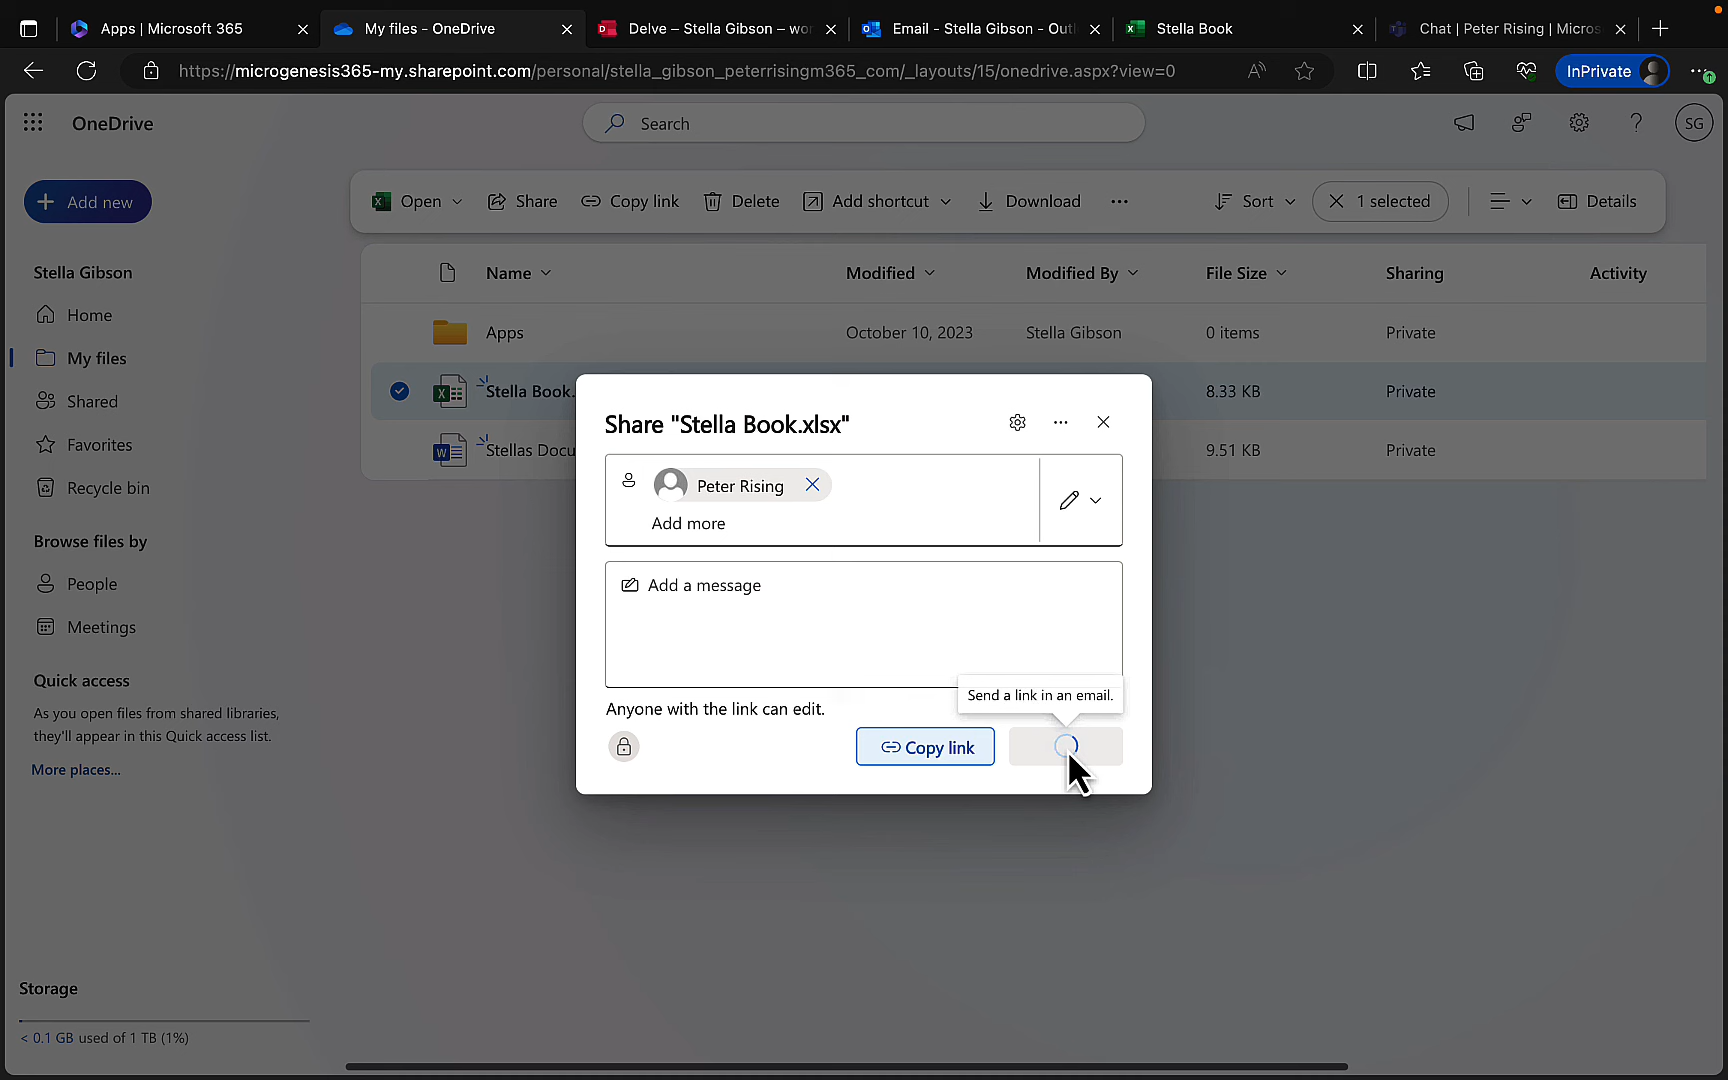 Apps | Microsoft 365
My files - OneDrive
Delve – Stella Gibson – wor
Email - Stella Gibson - Outl
Stella Book
Chat | Peter Rising | Micros
https://microgenesis365-my.sharepoint.com/personal/stella_gibson_peterrisingm365_com/_layouts/15/onedrive.aspx?view=0
InPrivate
OneDrive
Search
SG
Add new
Open
Share
Copy link
Delete
Add shortcut
Download
Sort
1 selected
Details
Stella Gibson
Home
My files
Shared
Favorites
Recycle bin
Browse files by
People
Meetings
Quick access
As you open files from shared libraries,
they'll appear in this Quick access list.
More places...
Storage
< 0.1 GB used of 1 TB (1%)
Name
Modified
Modified By
File Size
Sharing
Activity
Apps
October 10, 2023
Stella Gibson
0 items
Private
Stella Book.
8.33 KB
Private
Stellas Docu
9.51 KB
Private
Share "Stella Book.xlsx"
Peter Rising
Add more
Add a message
Send a link in an email.
Anyone with the link can edit.
Copy link